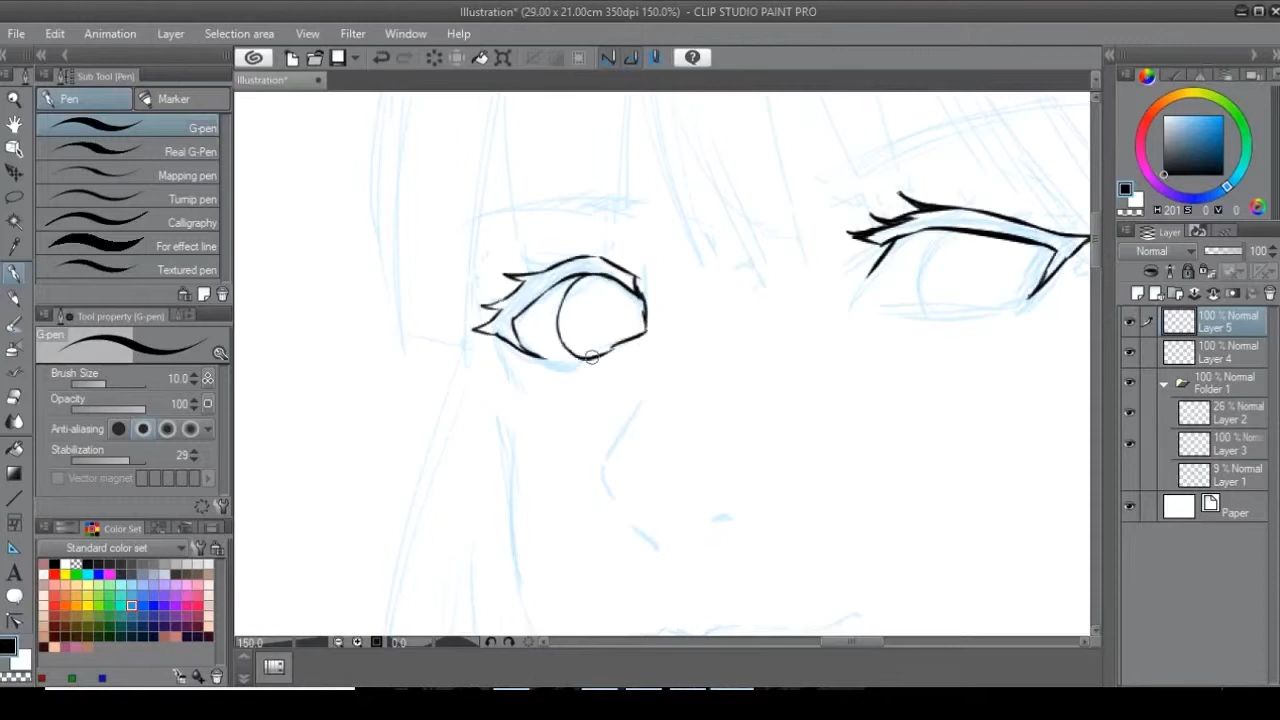 Illustration* (29.00 x 21.00cm 350dpi 150.0%) - CLIP STUDIO PAINT PRO
File Edit Animation Layer Selection area View Filter Window Help
Sub Tool [Pen]
Illustration*
Pen Marker
G-pen
Real G-Pen
Mapping pen
Turnip pen
Calligraphy
For effect line
Textured pen
Tool property [G-pen]
G-pen
Brush Size 10.0
Opacity 100
Anti-aliasing
Stabilization 29
Vector magnet
Color Set
Standard color set
150.0 0.0
H 201 S 0 V 0
Layer
Normal 100
100 % Normal
Layer 5
100 % Normal
Layer 4
100 % Normal
Folder 1
26 % Normal
Layer 2
100 % Normal
Layer 3
9 % Normal
Layer 1
Paper
A